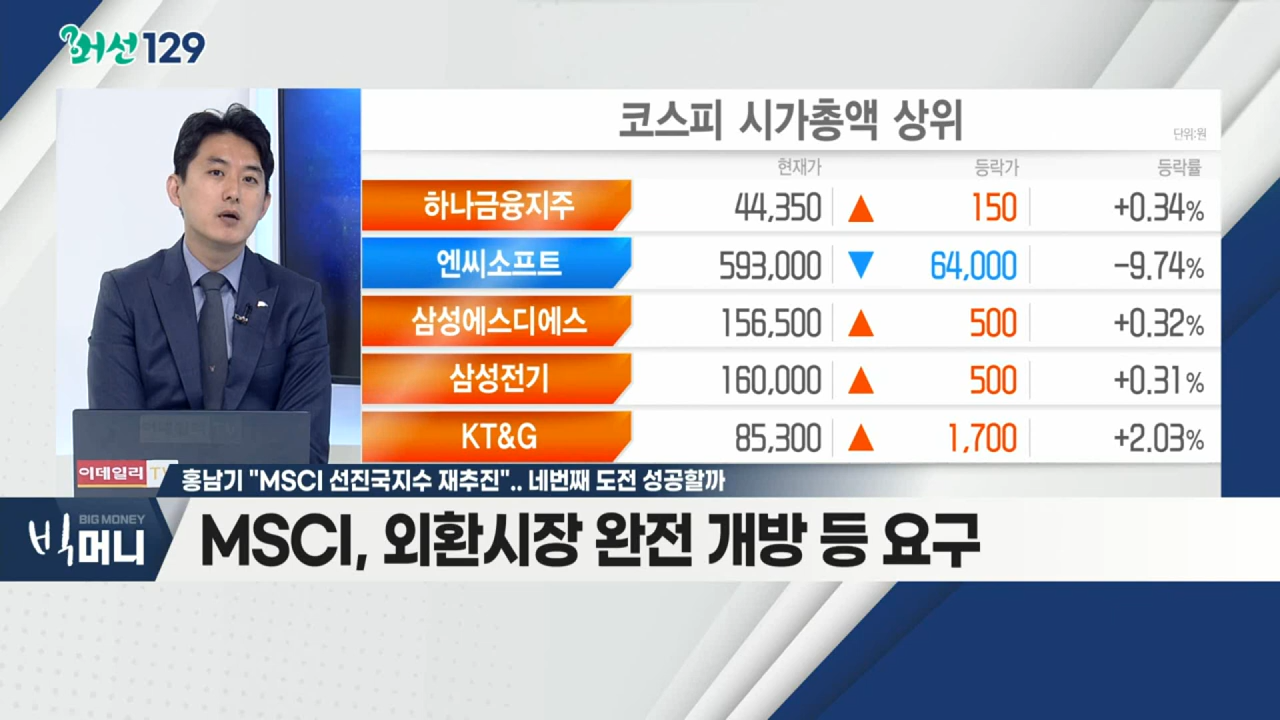 머선129
코스피 시가총액 상위
단위:원
현재가 등락가 등락률
하나금융지주 44,350 ▲ 150 +0.34%
엔씨소프트 593,000 ▼ 64,000 -9.74%
삼성에스디에스 156,500 ▲ 500 +0.32%
삼성전기 160,000 ▲ 500 +0.31%
KT&G 85,300 ▲ 1,700 +2.03%
이데일리 TV
홍남기 "MSCI 선진국지수 재추진".. 네번째 도전 성공할까
BIG MONEY
빅머니
MSCI, 외환시장 완전 개방 등 요구